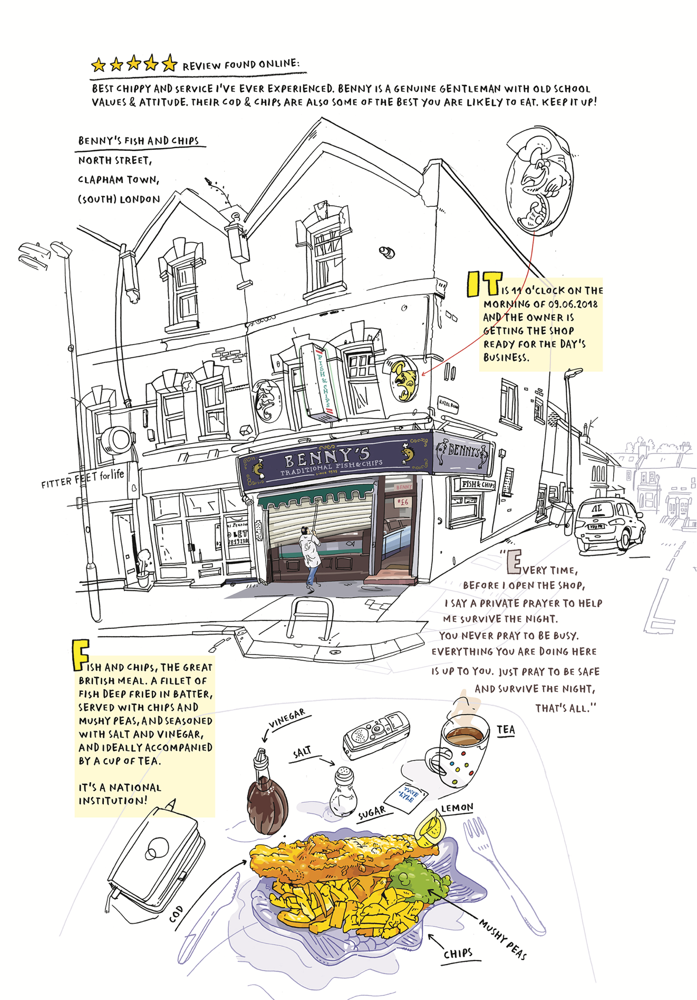 REVIEW FOUND ONLINE:
BEST CHIPPY AND SERVICE I'VE EVER EXPERIENCED. BENNY IS A GENUINE GENTLEMAN WITH OLD SCHOOL
VALUES & ATTITUDE. THEIR COD & CHIPS ARE ALSO SOME OF THE BEST YOU ARE LIKELY TO EAT. KEEP IT UP!
BENNY'S FISH AND CHIPS
NORTH STREET,
CLAPHAM TOWN,
(SOUTH) LONDON
IT IS 11 O'CLOCK ON THE
MORNING OF 09.06.2018
AND THE OWNER IS
GETTING THE SHOP
READY FOR THE DAY'S
BUSINESS.
FISH & CHIPS
ROZEL ROAD
BENNY'S
TRADITIONAL FISH & CHIPS
since 1975
BENNY'S
FISH & CHIPS
BENNY
£6
FITTER FEET for life
Pearson
LET
"EVERY TIME,
BEFORE I OPEN THE SHOP,
I SAY A PRIVATE PRAYER TO HELP
ME SURVIVE THE NIGHT.
YOU NEVER PRAY TO BE BUSY.
EVERYTHING YOU ARE DOING HERE
IS UP TO YOU. JUST PRAY TO BE SAFE
AND SURVIVE THE NIGHT,
THAT'S ALL."
FISH AND CHIPS, THE GREAT
BRITISH MEAL. A FILLET OF
FISH DEEP FRIED IN BATTER,
SERVED WITH CHIPS AND
MUSHY PEAS, AND SEASONED
WITH SALT AND VINEGAR,
AND IDEALLY ACCOMPANIED
BY A CUP OF TEA.
IT'S A NATIONAL
INSTITUTION!
VINEGAR
SALT
TEA
TATE
+LYLE
SUGAR
LEMON
COD
MUSHY PEAS
CHIPS